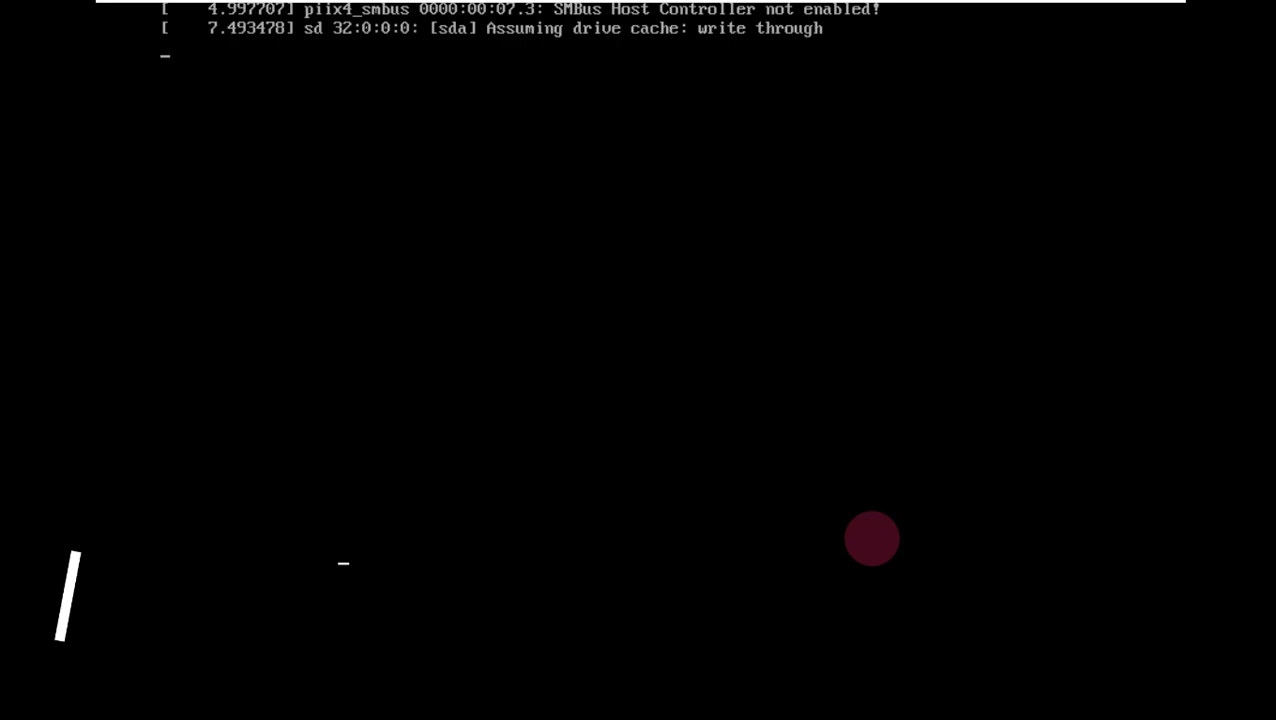 [    4.997707] piix4_smbus 0000:00:07.3: SMBus Host Controller not enabled!
[    7.493478] sd 32:0:0:0: [sda] Assuming drive cache: write through